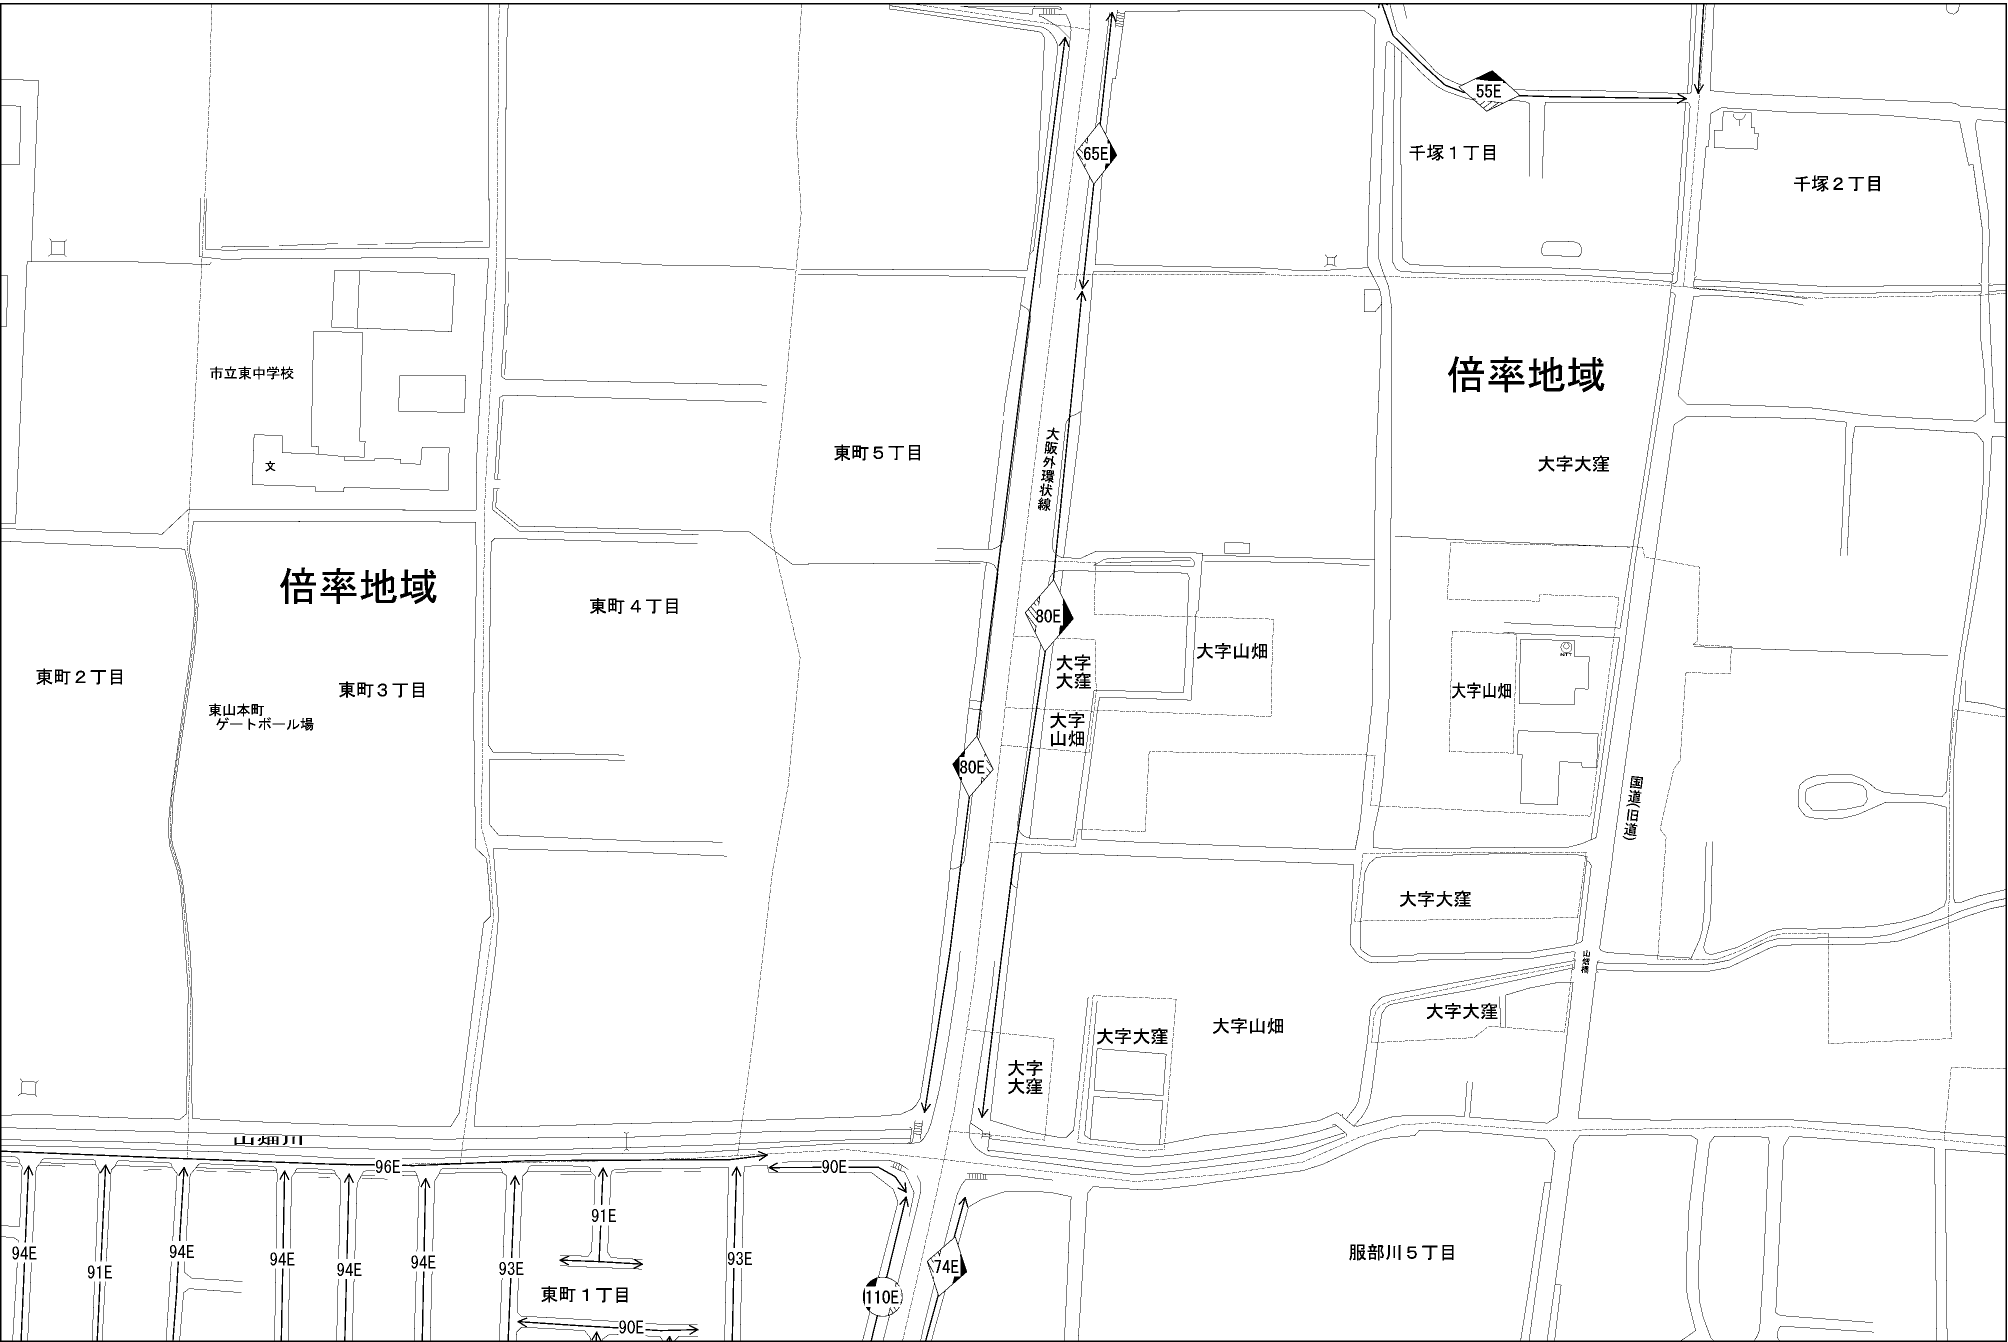 55E
65E
千塚１丁目
千塚２丁目
市立東中学校
文
倍率地域
東町５丁目
大阪外環状線
大字大窪
倍率地域
東町４丁目
80E
大字
大窪
大字山畑
大字山畑
東町２丁目
東町３丁目
東山本町
ゲートボール場
大字
山畑
80E
国道(旧道)
大字大窪
山畑橋
大字大窪
大字大窪
大字山畑
大字
大窪
山畑川
96E
90E
94E
91E
94E
94E
94E
94E
93E
91E
93E
東町１丁目
90E
110E
74E
服部川５丁目